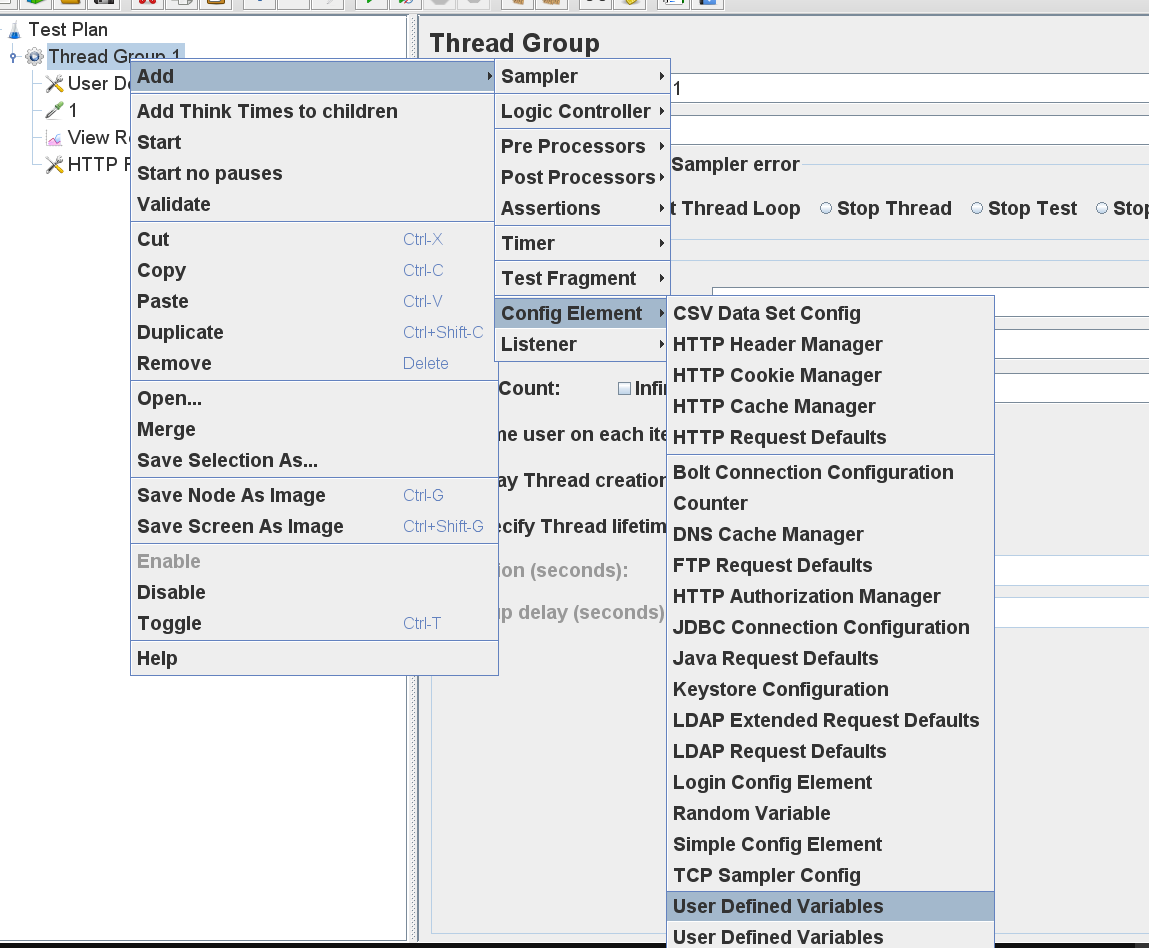 Test Plan
Thread Group 1
User De
1
View Re
HTTP F
Add
Add Think Times to children
Start
Start no pauses
Validate
Cut Ctrl-X
Copy Ctrl-C
Paste Ctrl-V
Duplicate Ctrl+Shift-C
Remove Delete
Open...
Merge
Save Selection As...
Save Node As Image Ctrl-G
Save Screen As Image Ctrl+Shift-G
Enable
Disable
Toggle Ctrl-T
Help
Sampler
Logic Controller
Pre Processors
Post Processors
Assertions
Timer
Test Fragment
Config Element
Listener
CSV Data Set Config
HTTP Header Manager
HTTP Cookie Manager
HTTP Cache Manager
HTTP Request Defaults
Bolt Connection Configuration
Counter
DNS Cache Manager
FTP Request Defaults
HTTP Authorization Manager
JDBC Connection Configuration
Java Request Defaults
Keystore Configuration
LDAP Extended Request Defaults
LDAP Request Defaults
Login Config Element
Random Variable
Simple Config Element
TCP Sampler Config
User Defined Variables
User Defined Variables
Thread Group
1
Sampler error
t Thread Loop Stop Thread Stop Test Stop
Count: Infi
me user on each ite
ay Thread creation
ecify Thread lifetim
ion (seconds):
up delay (seconds)